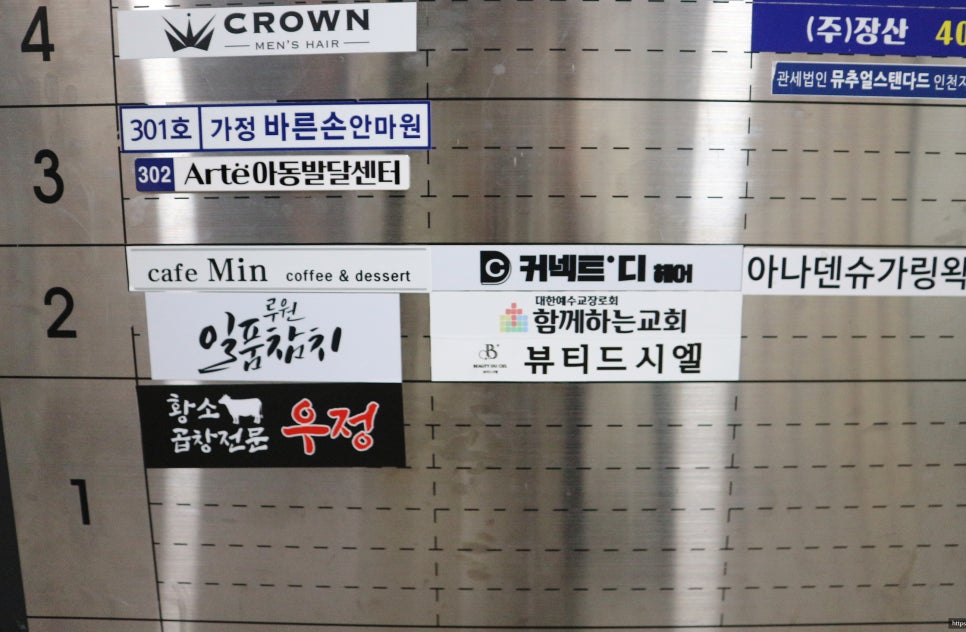 4
CROWN
MEN'S HAIR
(주)장산 40
관세법인 뮤추얼스탠다드 인천지
3
301호 가정 바른손안마원
302 Artë아동발달센터
2
cafe Min coffee & dessert
커넥트·디 헤어
아나덴슈가링왁
루원
일품참치
대한예수교장로회
함께하는교회
B
BEAUTY DU CIEL
뷰티드시엘
1
황소
곱창전문
우정
https